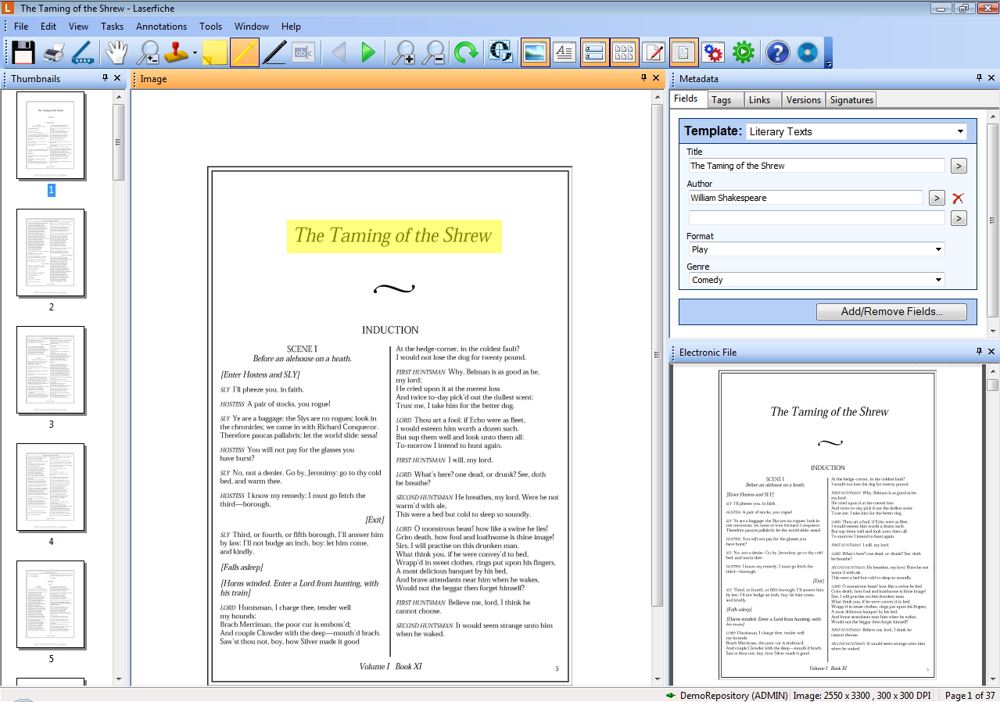 The Taming of the Shrew - Laserfiche
File Edit View Tasks Annotations Tools Window Help
Thumbnails
1
2
3
4
5
Image
The Taming of the Shrew
INDUCTION
SCENE I
Before an alehouse on a heath.
[Enter Hostess and SLY]
SLY I'll pheeze you, in faith.
HOSTESS A pair of stocks, you rogue!
SLY Ye are a baggage: the Slys are no rogues; look in
the chronicles; we came in with Richard Conqueror.
Therefore paucas pallabris; let the world slide: sessa!
HOSTESS You will not pay for the glasses you
have burst?
SLY No, not a denier. Go by, Jeronimy: go to thy cold
bed, and warm thee.
HOSTESS I know my remedy; I must go fetch the
third—borough.
[Exit]
SLY Third, or fourth, or fifth borough, I'll answer him
by law: I'll not budge an inch, boy: let him come,
and kindly.
[Falls asleep]
[Horns winded. Enter a Lord from hunting, with
his train]
LORD Huntsman, I charge thee, tender well
my hounds:
Brach Merriman, the poor cur is emboss'd;
And couple Clowder with the deep—mouth'd brach.
Saw'st thou not, boy, how Silver made it good
At the hedge-corner, in the coldest fault?
I would not lose the dog for twenty pound.
FIRST HUNTSMAN Why, Belman is as good as he,
my lord;
He cried upon it at the merest loss
And twice to-day pick'd out the dullest scent:
Trust me, I take him for the better dog.
LORD Thou art a fool: if Echo were as fleet,
I would esteem him worth a dozen such.
But sup them well and look unto them all:
To-morrow I intend to hunt again.
FIRST HUNTSMAN I will, my lord.
LORD What's here? one dead, or drunk? See, doth
he breathe?
SECOND HUNTSMAN He breathes, my lord. Were he not
warm'd with ale,
This were a bed but cold to sleep so soundly.
LORD O monstrous beast! how like a swine he lies!
Grim death, how foul and loathsome is thine image!
Sirs, I will practise on this drunken man.
What think you, if he were convey'd to bed,
Wrapp'd in sweet clothes, rings put upon his fingers,
A most delicious banquet by his bed,
And brave attendants near him when he wakes,
Would not the beggar then forget himself?
FIRST HUNTSMAN Believe me, lord, I think he
cannot choose.
SECOND HUNTSMAN It would seem strange unto him
when he waked.
Volume I Book XI
5
Metadata
Fields Tags Links Versions Signatures
Template: Literary Texts
Title
The Taming of the Shrew
Author
William Shakespeare
Format
Play
Genre
Comedy
Add/Remove Fields...
Electronic File
The Taming of the Shrew
INDUCTION
SCENE I
Before an alehouse on a heath.
[Enter Hostess and SLY]
SLY I'll pheeze you, in faith.
HOSTESS A pair of stocks, you rogue!
SLY Ye are a baggage: the Slys are no rogues; look in
the chronicles; we came in with Richard Conqueror.
Therefore paucas pallabris; let the world slide: sessa!
HOSTESS You will not pay for the glasses you
have burst?
SLY No, not a denier. Go by, Jeronimy: go to thy cold
bed, and warm thee.
HOSTESS I know my remedy; I must go fetch the
third—borough.
[Exit]
SLY Third, or fourth, or fifth borough, I'll answer him
by law: I'll not budge an inch, boy: let him come,
and kindly.
[Falls asleep]
[Horns winded. Enter a Lord from hunting, with
his train]
LORD Huntsman, I charge thee, tender well
my hounds:
Brach Merriman, the poor cur is emboss'd;
And couple Clowder with the deep—mouth'd brach.
Saw'st thou not, boy, how Silver made it good
At the hedge-corner, in the coldest fault?
I would not lose the dog for twenty pound.
FIRST HUNTSMAN Why, Belman is as good as he,
my lord;
He cried upon it at the merest loss
And twice to-day pick'd out the dullest scent:
Trust me, I take him for the better dog.
LORD Thou art a fool: if Echo were as fleet,
I would esteem him worth a dozen such.
But sup them well and look unto them all:
To-morrow I intend to hunt again.
FIRST HUNTSMAN I will, my lord.
LORD What's here? one dead, or drunk? See, doth
he breathe?
SECOND HUNTSMAN He breathes, my lord. Were he not
warm'd with ale,
This were a bed but cold to sleep so soundly.
LORD O monstrous beast! how like a swine he lies!
Grim death, how foul and loathsome is thine image!
Sirs, I will practise on this drunken man.
What think you, if he were convey'd to bed,
Wrapp'd in sweet clothes, rings put upon his fingers,
A most delicious banquet by his bed,
And brave attendants near him when he wakes,
Would not the beggar then forget himself?
FIRST HUNTSMAN Believe me, lord, I think he
cannot choose.
SECOND HUNTSMAN It would seem strange unto him
when he waked.
Volume I Book XI
5
DemoRepository (ADMIN) Image: 2550 x 3300 , 300 x 300 DPI Page 1 of 37